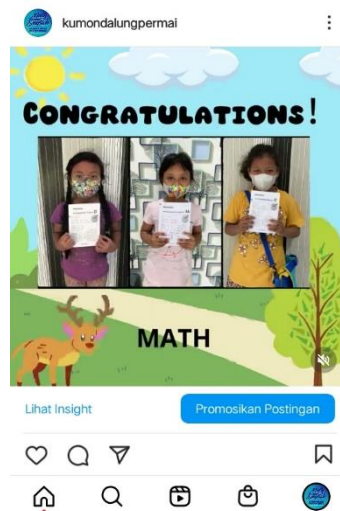 kumondalungpermai
CONGRATULATIONS!
MATH
Lihat Insight
Promosikan Postingan